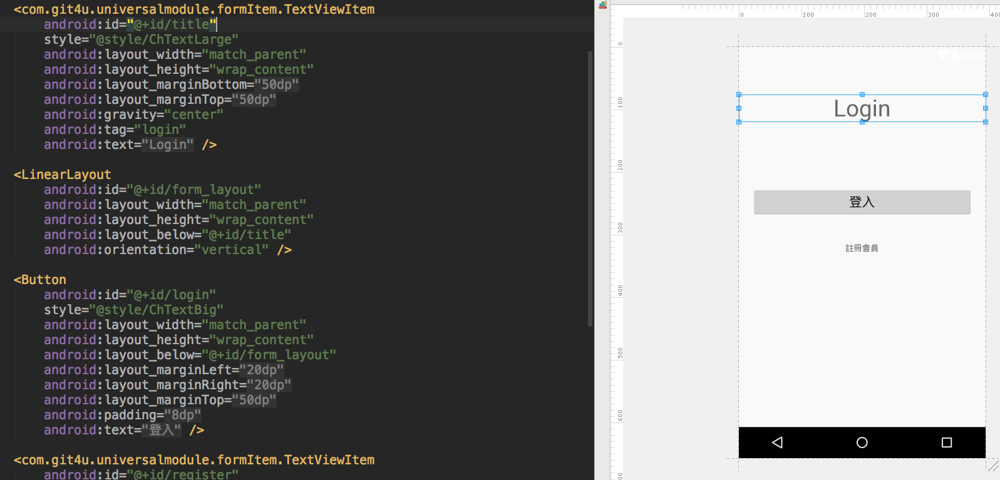 <com.git4u.universalmodule.formItem.TextViewItem
android:id="@+id/title"
style="@style/ChTextLarge"
android:layout_width="match_parent"
android:layout_height="wrap_content"
android:layout_marginBottom="50dp"
android:layout_marginTop="50dp"
android:gravity="center"
android:tag="login"
android:text="Login" />
<LinearLayout
android:id="@+id/form_layout"
android:layout_width="match_parent"
android:layout_height="wrap_content"
android:layout_below="@+id/title"
android:orientation="vertical" />
<Button
android:id="@+id/login"
style="@style/ChTextBig"
android:layout_width="match_parent"
android:layout_height="wrap_content"
android:layout_below="@+id/form_layout"
android:layout_marginLeft="20dp"
android:layout_marginRight="20dp"
android:layout_marginTop="50dp"
android:padding="8dp"
android:text="登入" />
<com.git4u.universalmodule.formItem.TextViewItem
android:id="@+id/register"
0 100 200 300 400
0
100
200
300
400
500
600
6:00
Login
登入
註冊會員